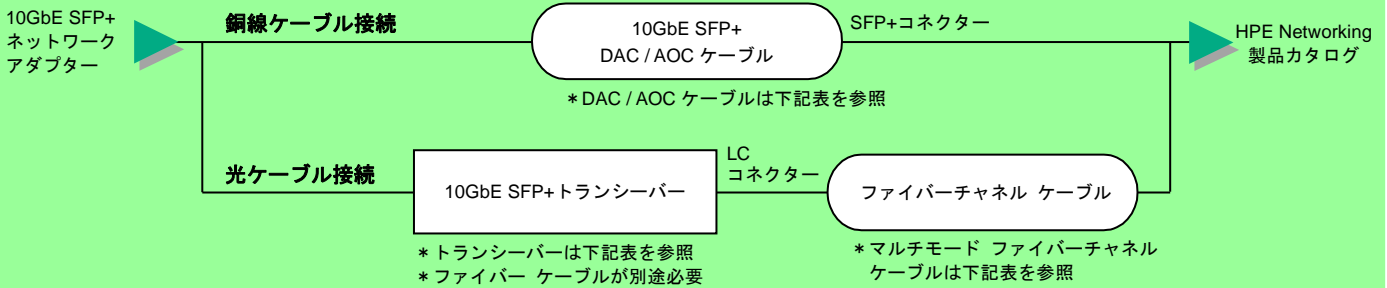 10GbE SFP+
ネットワーク
アダプター
銅線ケーブル接続
10GbE SFP+
DAC / AOC ケーブル
SFP+コネクター
HPE Networking
製品カタログ
＊DAC / AOC ケーブルは下記表を参照
光ケーブル接続
10GbE SFP+トランシーバー
LC
コネクター
ファイバーチャネル ケーブル
＊トランシーバーは下記表を参照
＊ファイバー ケーブルが別途必要
＊マルチモード ファイバーチャネル
ケーブルは下記表を参照